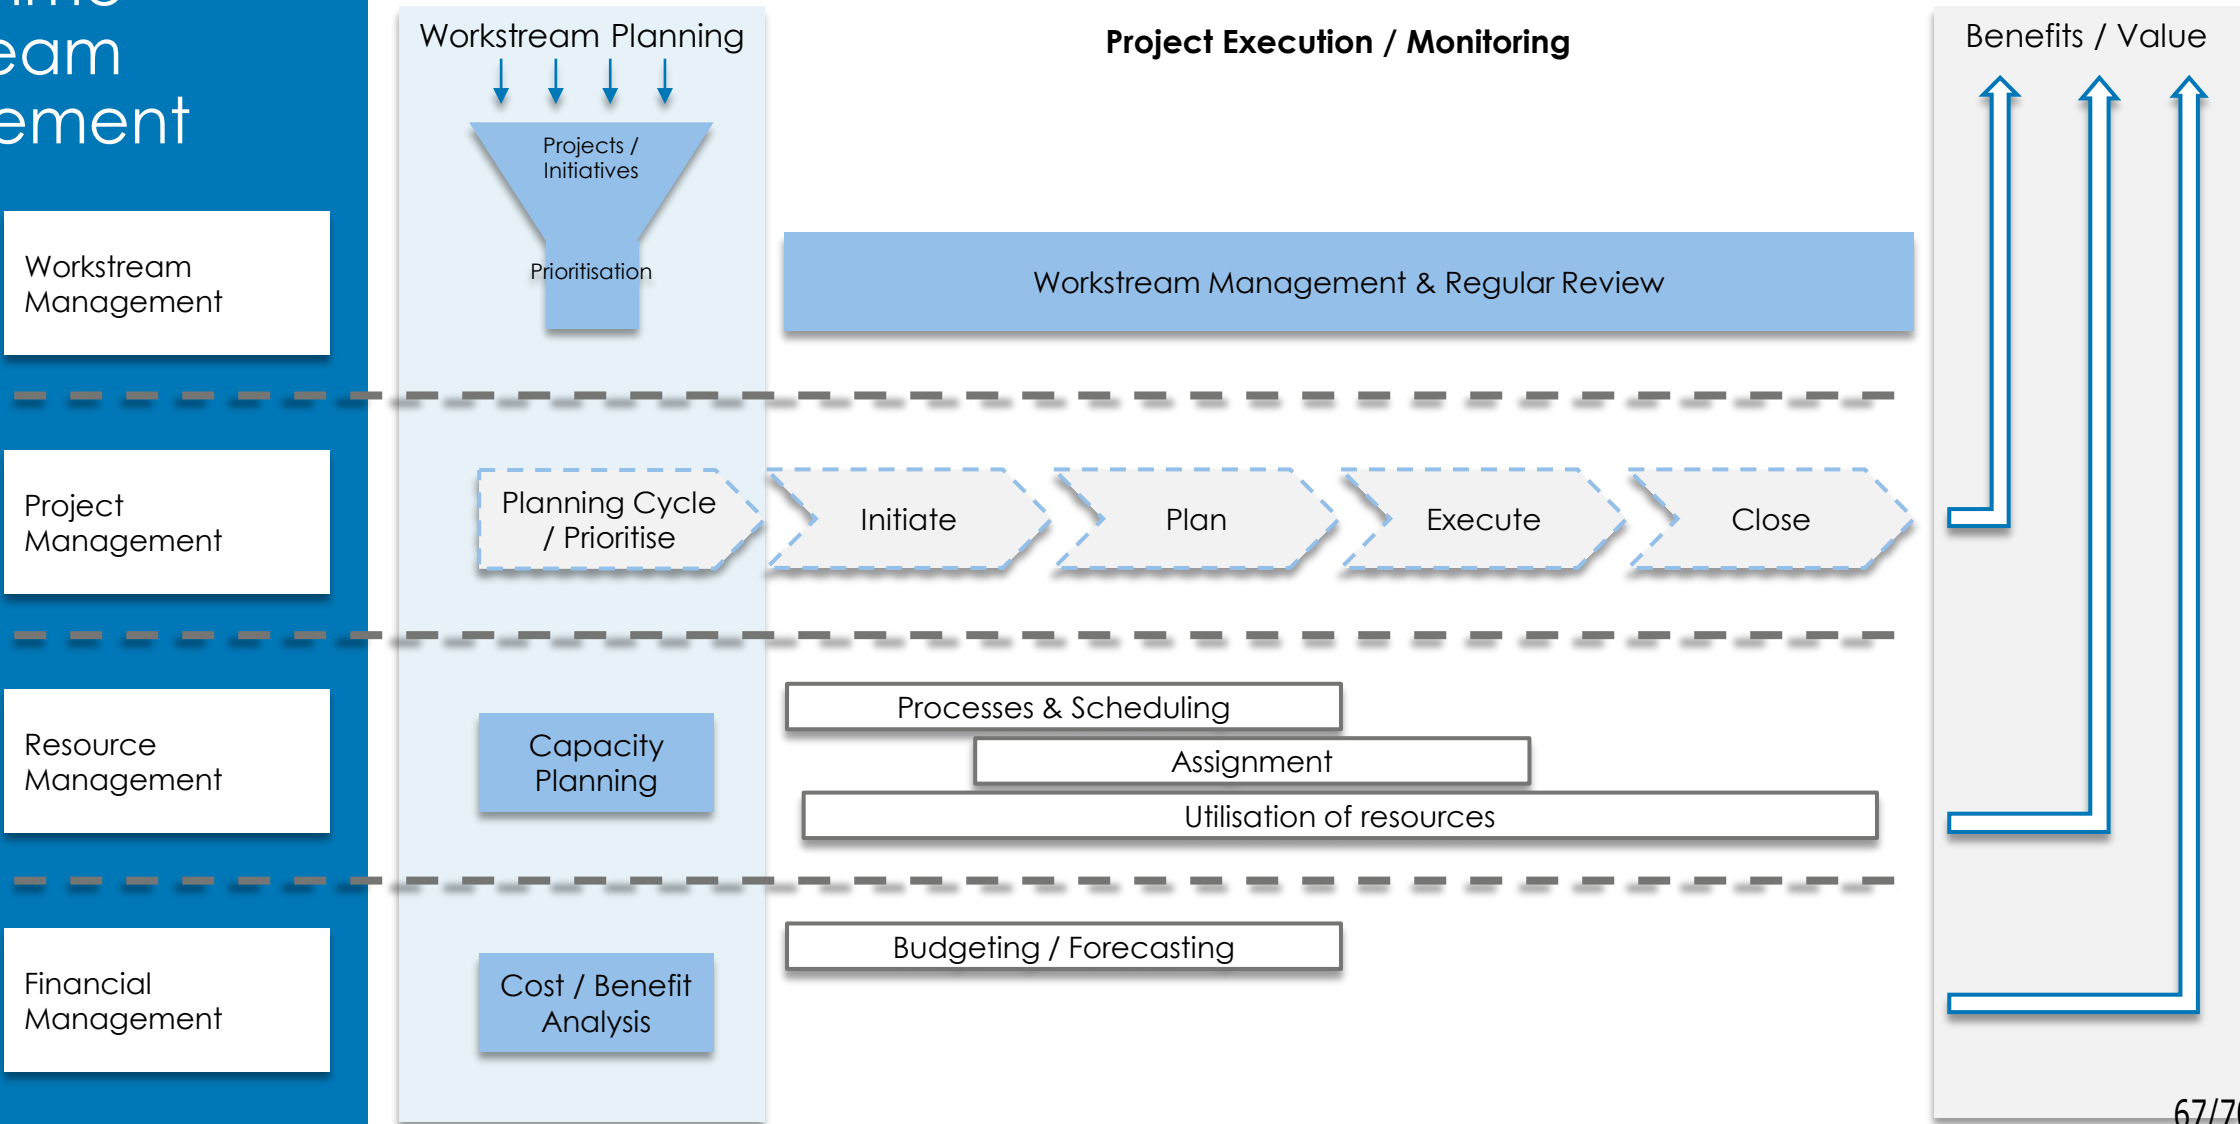 Workstream Planning
Project Execution / Monitoring
Benefits / Value
Projects /
Initiatives
Prioritisation
Workstream
Management
Workstream Management & Regular Review
Project
Management
Planning Cycle
/ Prioritise
Initiate
Plan
Execute
Close
Resource
Management
Capacity
Planning
Processes & Scheduling
Assignment
Utilisation of resources
Financial
Management
Cost / Benefit
Analysis
Budgeting / Forecasting